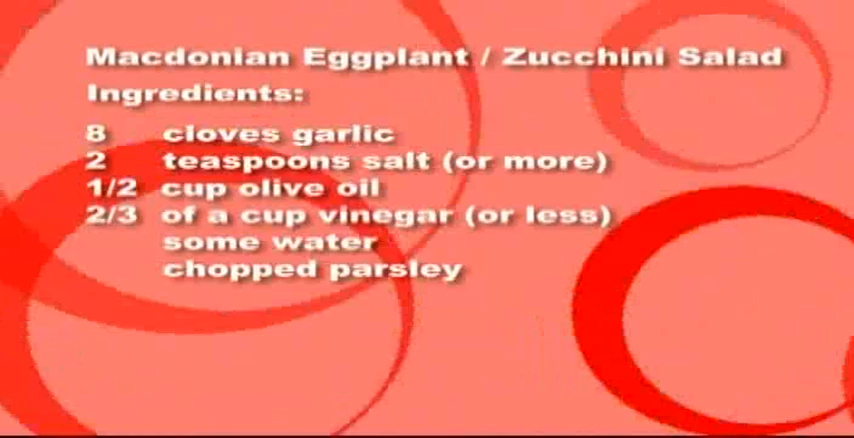 Macdonian Eggplant / Zucchini Salad
Ingredients:
8 cloves garlic
2 teaspoons salt (or more)
1/2 cup olive oil
2/3 of a cup vinegar (or less)
some water
chopped parsley